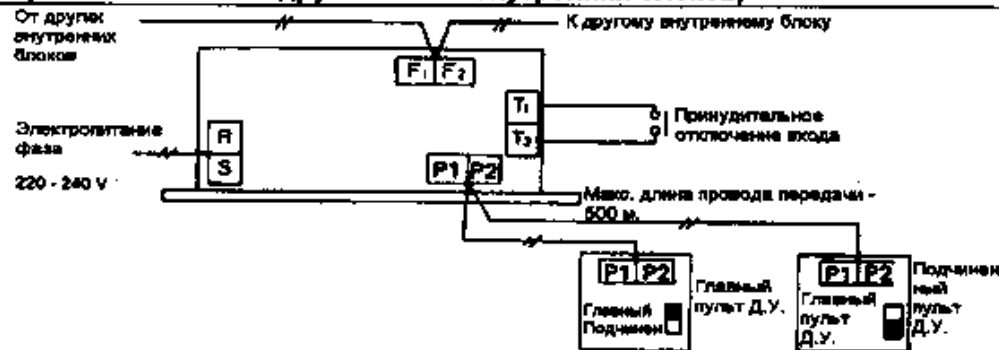 От других
внутренних
блоков
К другому внутреннему блоку
F₁ F₂
T₁
T₂
Принудительное
отключение входа
Электропитание
фаза
220 - 240 V
R
S
P1 P2
Макс. длина провода передачи -
500 м.
P1 P2
Главный
Подчинен
Главный
пульт Д.У.
P1 P2
Главный
пульт
Д.У.
Подчинен
ный
пульт
Д.У.